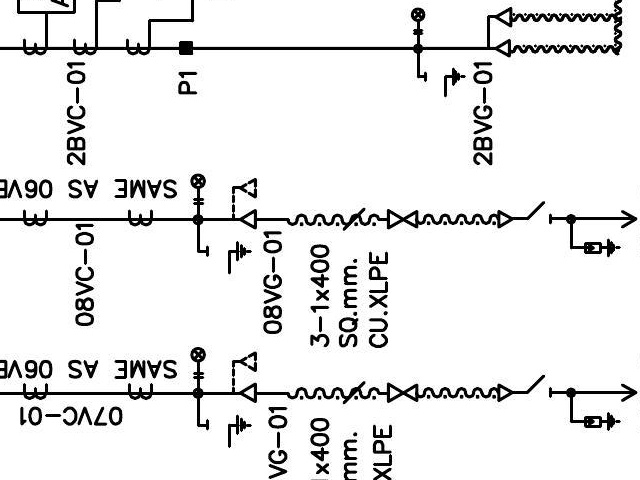 A
2BVC-01
P1
2BVG-01
SAME AS 06VE
08VC-01
08VG-01
3-1x400
SQ.mm.
CU.XLPE
SAME AS 06VE
07VC-01
VG-01
1x400
mm.
XLPE